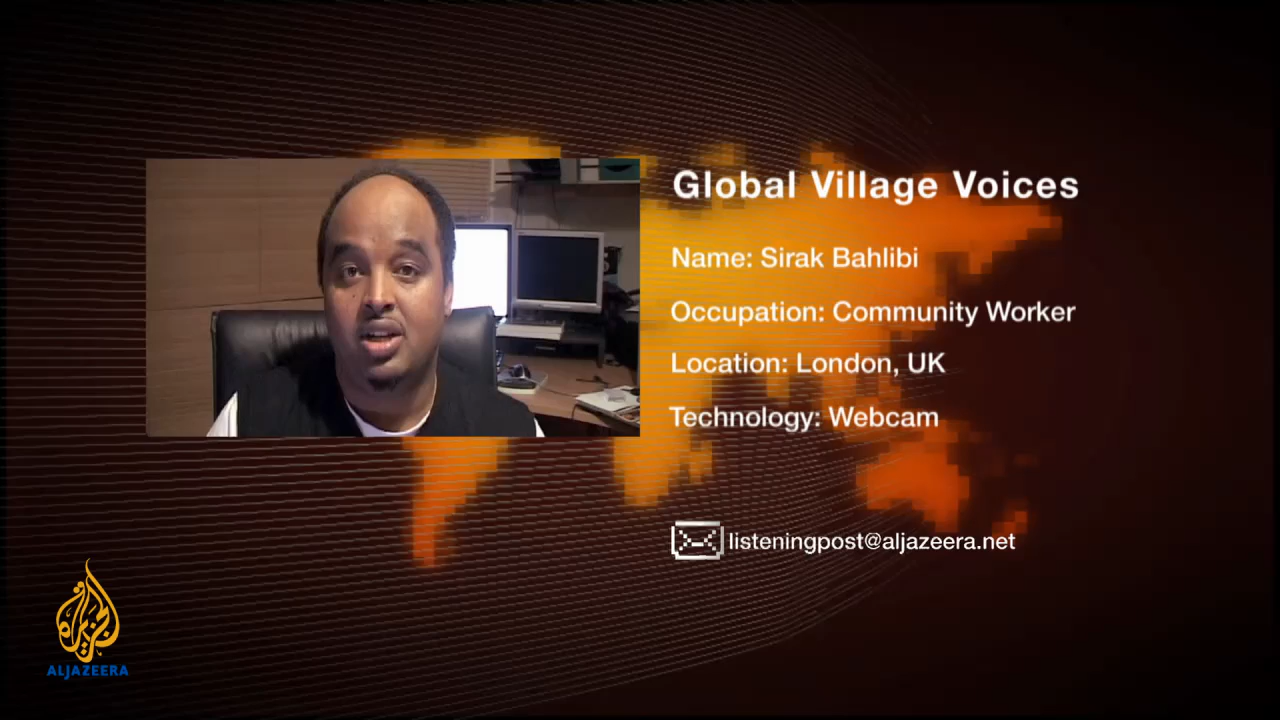 Global Village Voices
Name: Sirak Bahlibi
Occupation: Community Worker
Location: London, UK
Technology: Webcam
listeningpost@aljazeera.net
الجزيرة
ALJAZEERA